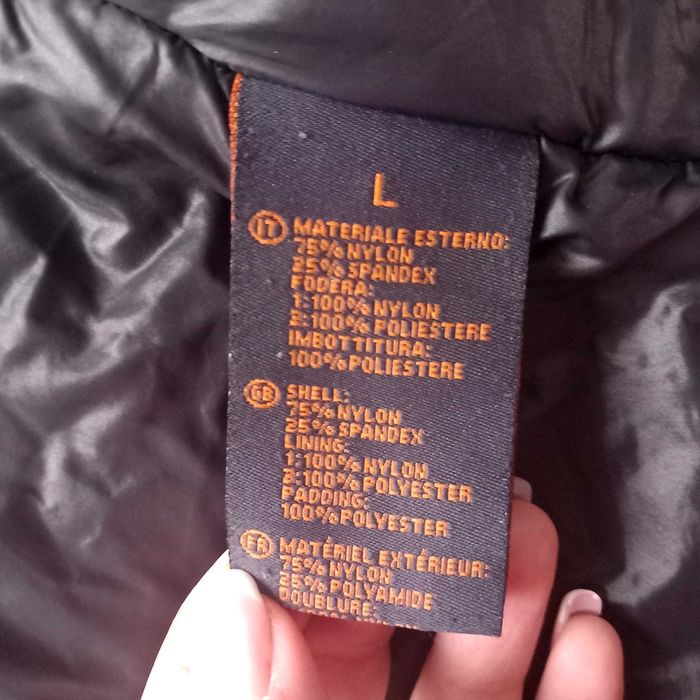 L
IT MATERIALE ESTERNO:
75% NYLON
25% SPANDEX
FODERA:
1:100% NYLON
2:100% POLIESTERE
IMBOTTITURA:
100% POLIESTERE
GB SHELL:
75% NYLON
25% SPANDEX
LINING:
1:100% NYLON
2:100% POLYESTER
PADDING:
100% POLYESTER
FR MATÉRIEL EXTÉRIEUR:
75% NYLON
25% POLYAMIDE
DOUBLURE: